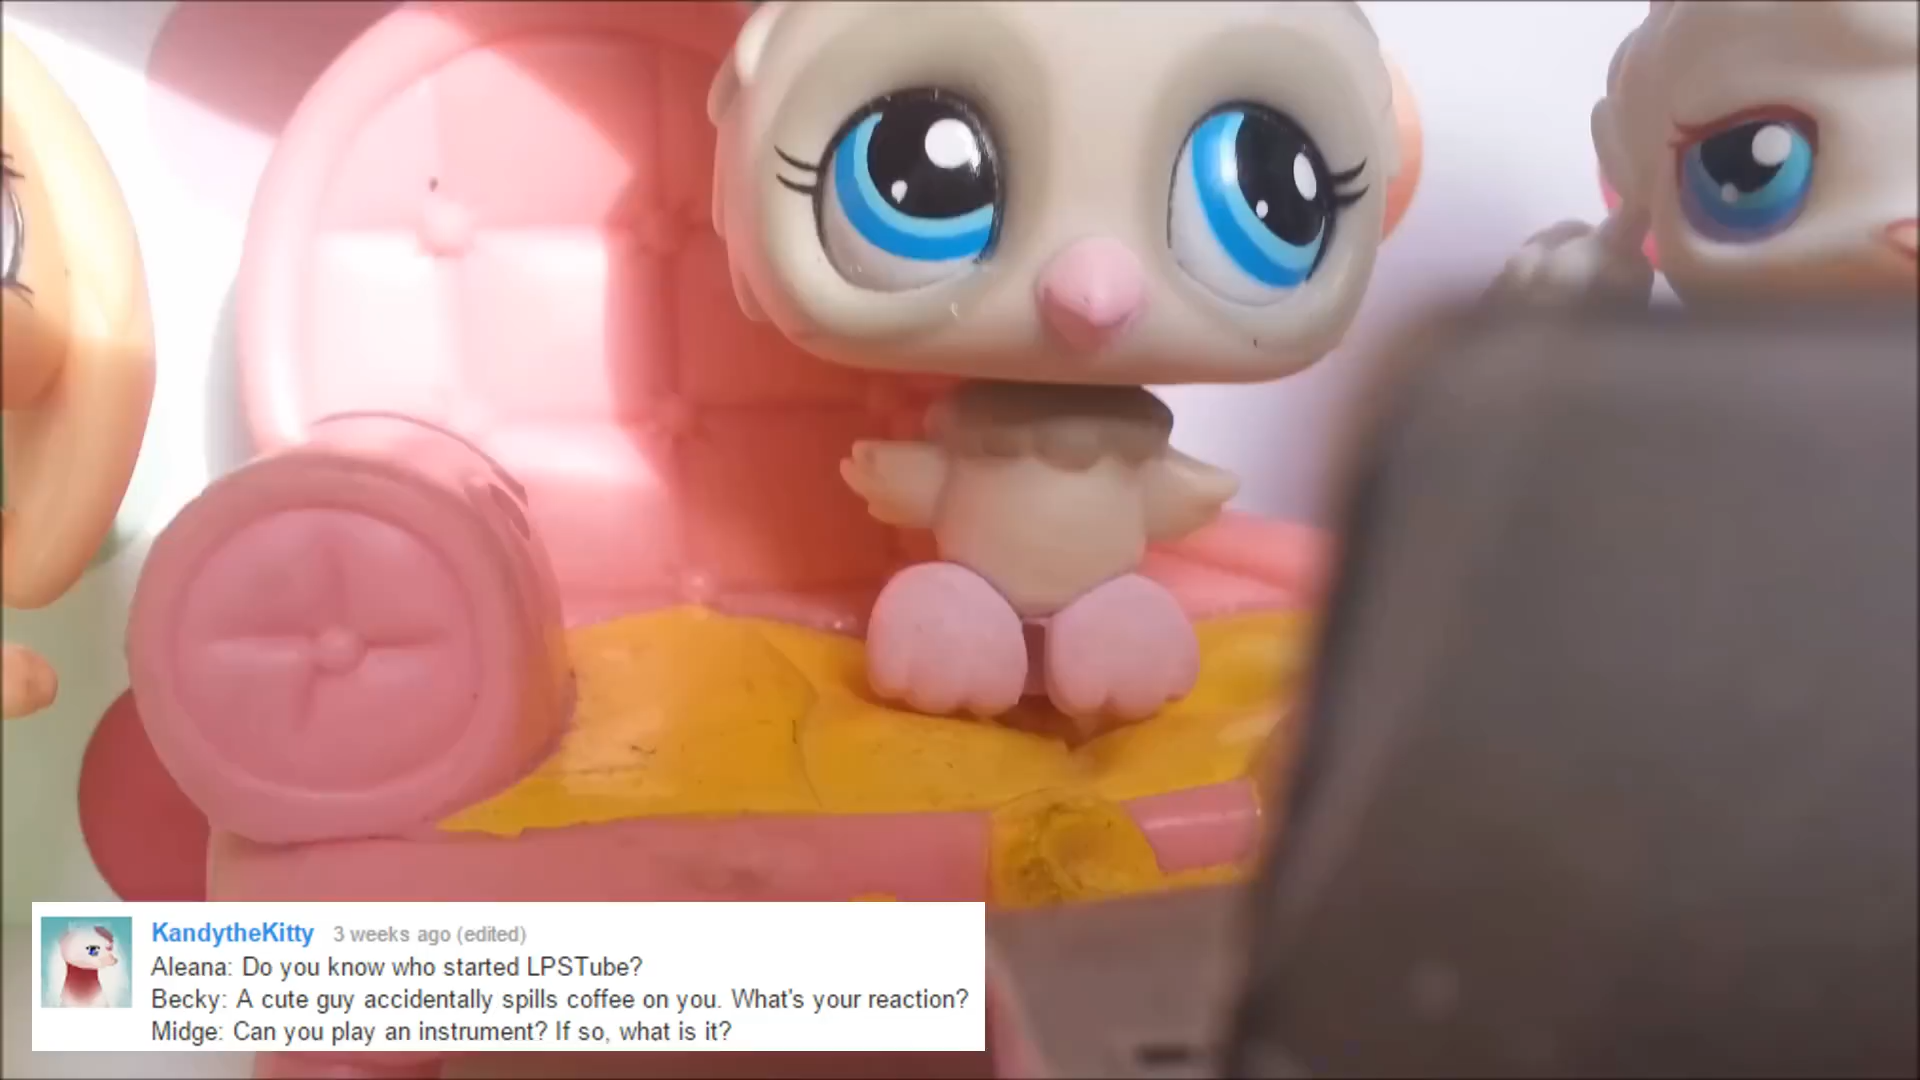 KandytheKitty 3 weeks ago (edited)
Aleana: Do you know who started LPSTube?
Becky: A cute guy accidentally spills coffee on you. What's your reaction?
Midge: Can you play an instrument? If so, what is it?